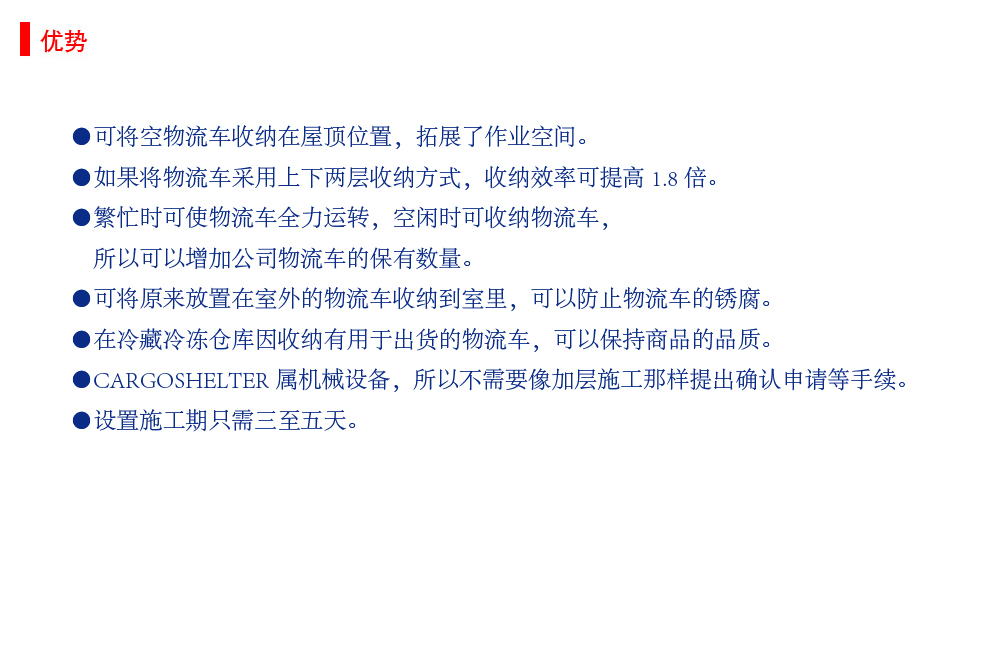 优势
●可将空物流车收纳在屋顶位置，拓展了作业空间。
●如果将物流车采用上下两层收纳方式，收纳效率可提高 1.8 倍。
●繁忙时可使物流车全力运转，空闲时可收纳物流车，
所以可以增加公司物流车的保有数量。
●可将原来放置在室外的物流车收纳到室里，可以防止物流车的锈腐。
●在冷藏冷冻仓库因收纳有用于出货的物流车，可以保持商品的品质。
●CARGOSHELTER 属机械设备，所以不需要像加层施工那样提出确认申请等手续。
●设置施工期只需三至五天。